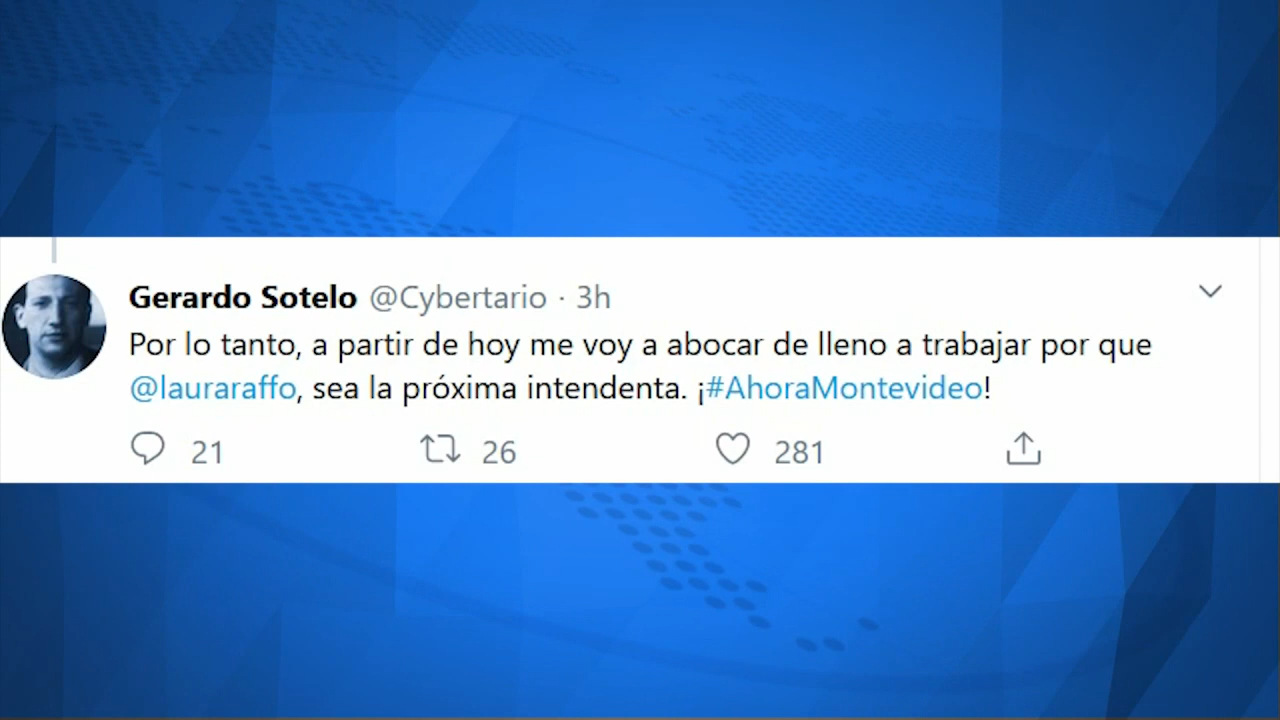 Gerardo Sotelo @Cybertario · 3h
Por lo tanto, a partir de hoy me voy a abocar de lleno a trabajar por que
@lauraraffo, sea la próxima intendenta. ¡#AhoraMontevideo!
21 26 281